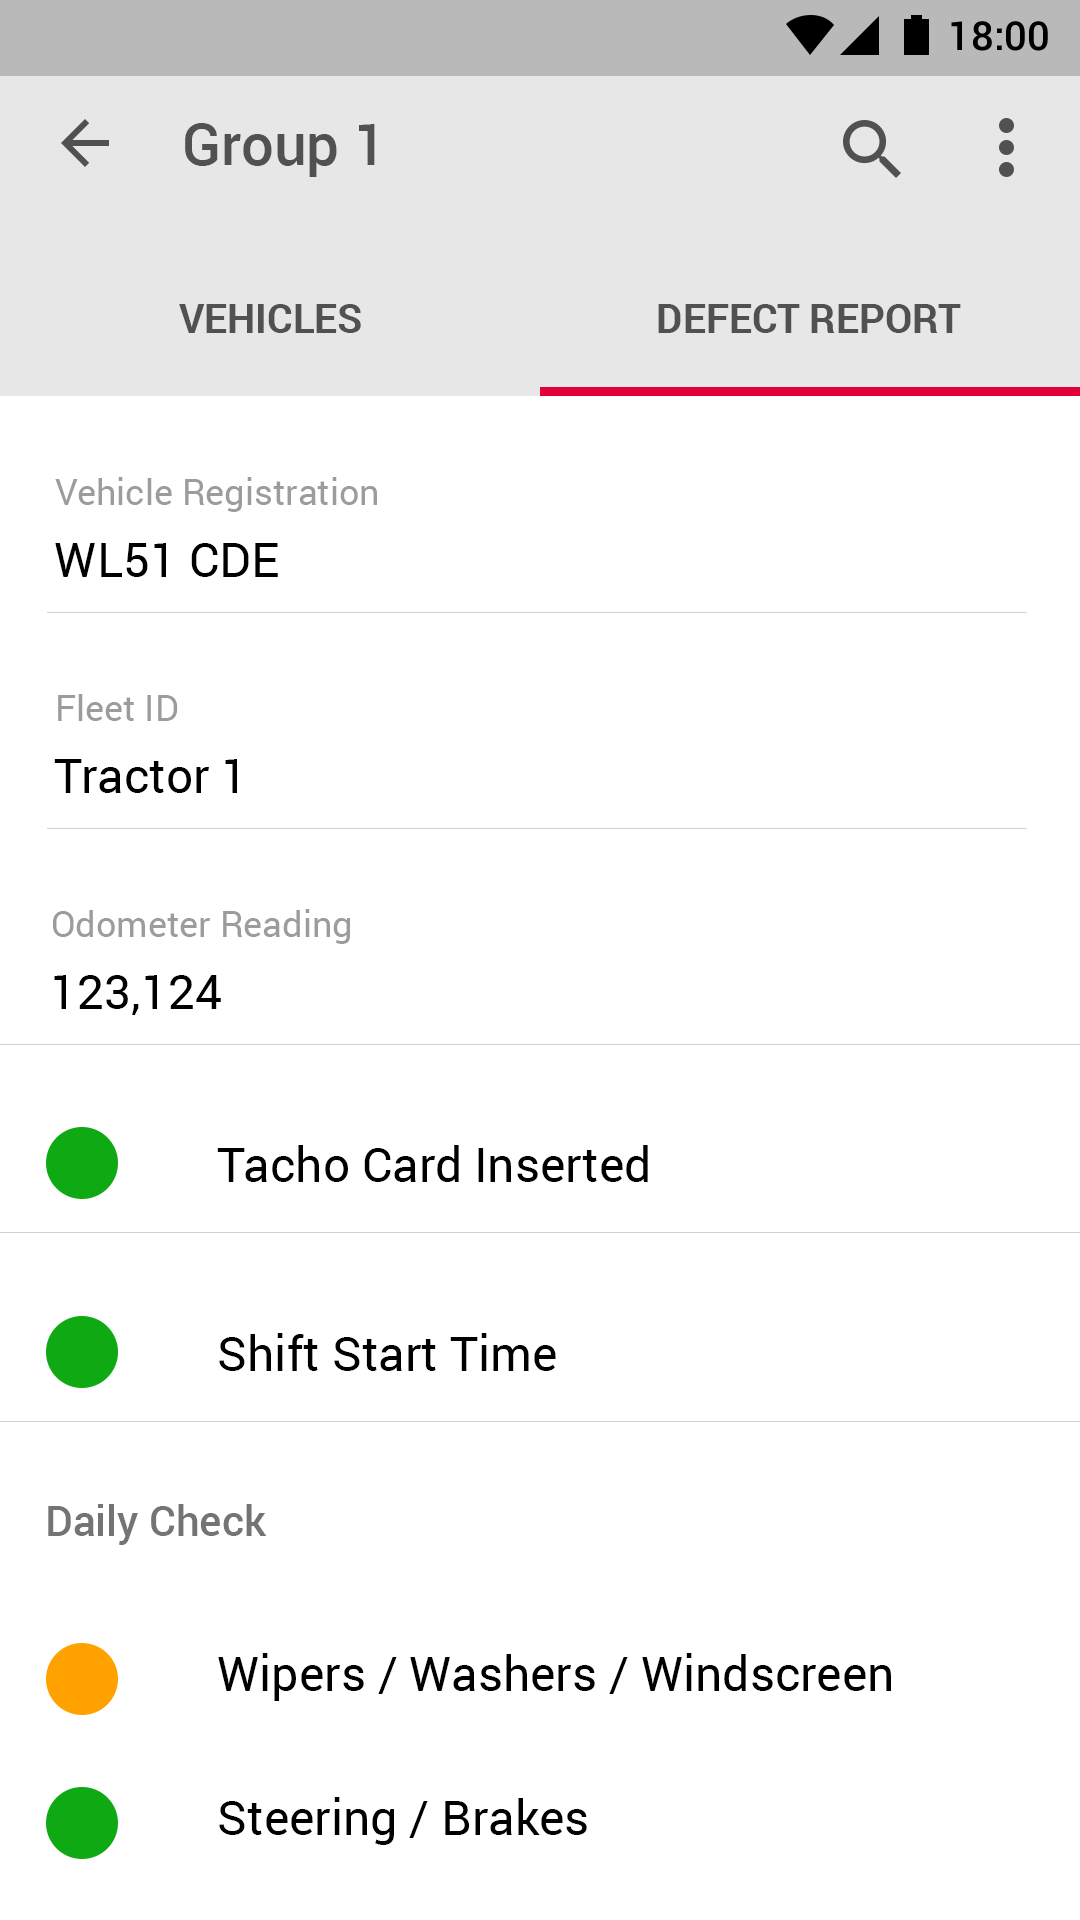 18:00
Group 1
VEHICLES DEFECT REPORT
Vehicle Registration
WL51 CDE
Fleet ID
Tractor 1
Odometer Reading
123,124
Tacho Card Inserted
Shift Start Time
Daily Check
Wipers / Washers / Windscreen
Steering / Brakes